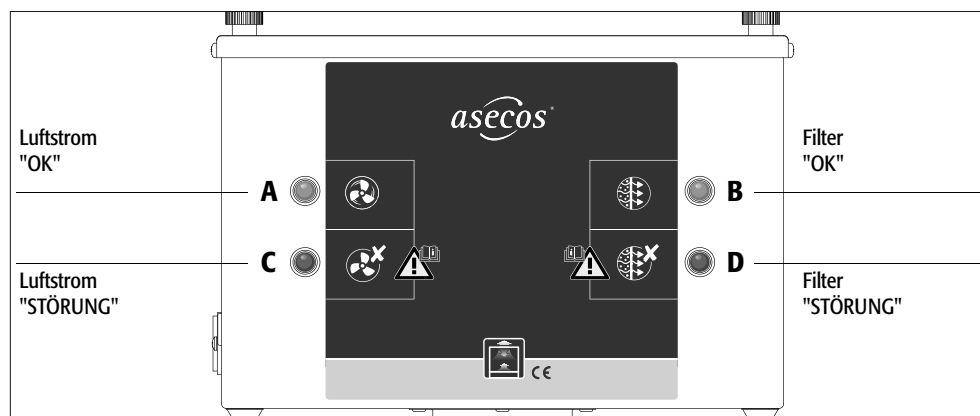 asecos
Luftstrom
"OK"
Filter
"OK"
A
B
C
D
Luftstrom
"STÖRUNG"
Filter
"STÖRUNG"
CE